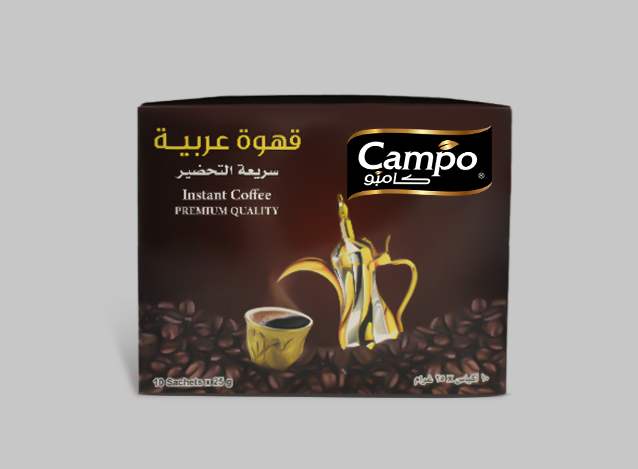 قهوة عربية
سريعة التحضير
Instant Coffee
PREMIUM QUALITY
Campo
كامبو
®
10 Sachets x 25 g
١٠ أكياس X ٢٥ غرام